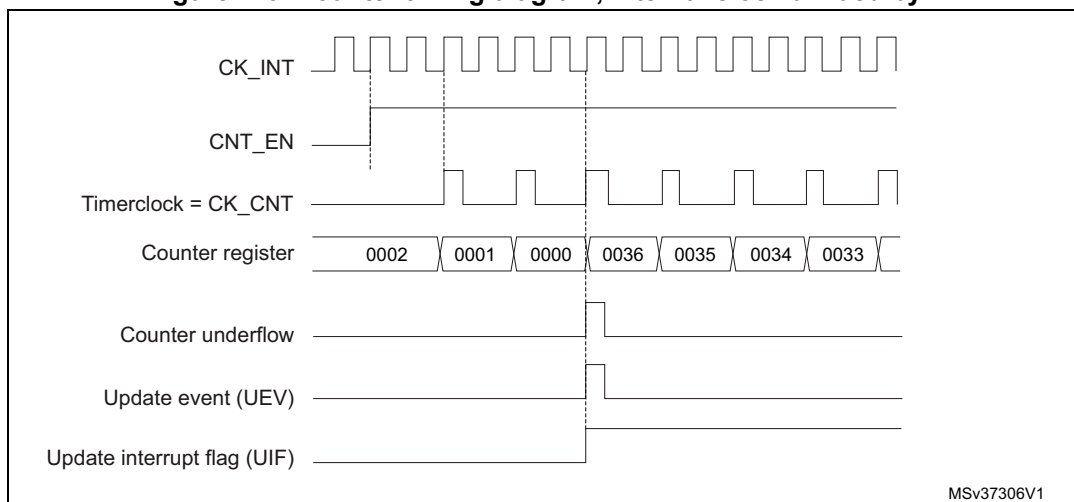 CK_INT
CNT_EN
Timerclock = CK_CNT
Counter register 0002 0001 0000 0036 0035 0034 0033
Counter underflow
Update event (UEV)
Update interrupt flag (UIF)
MSv37306V1